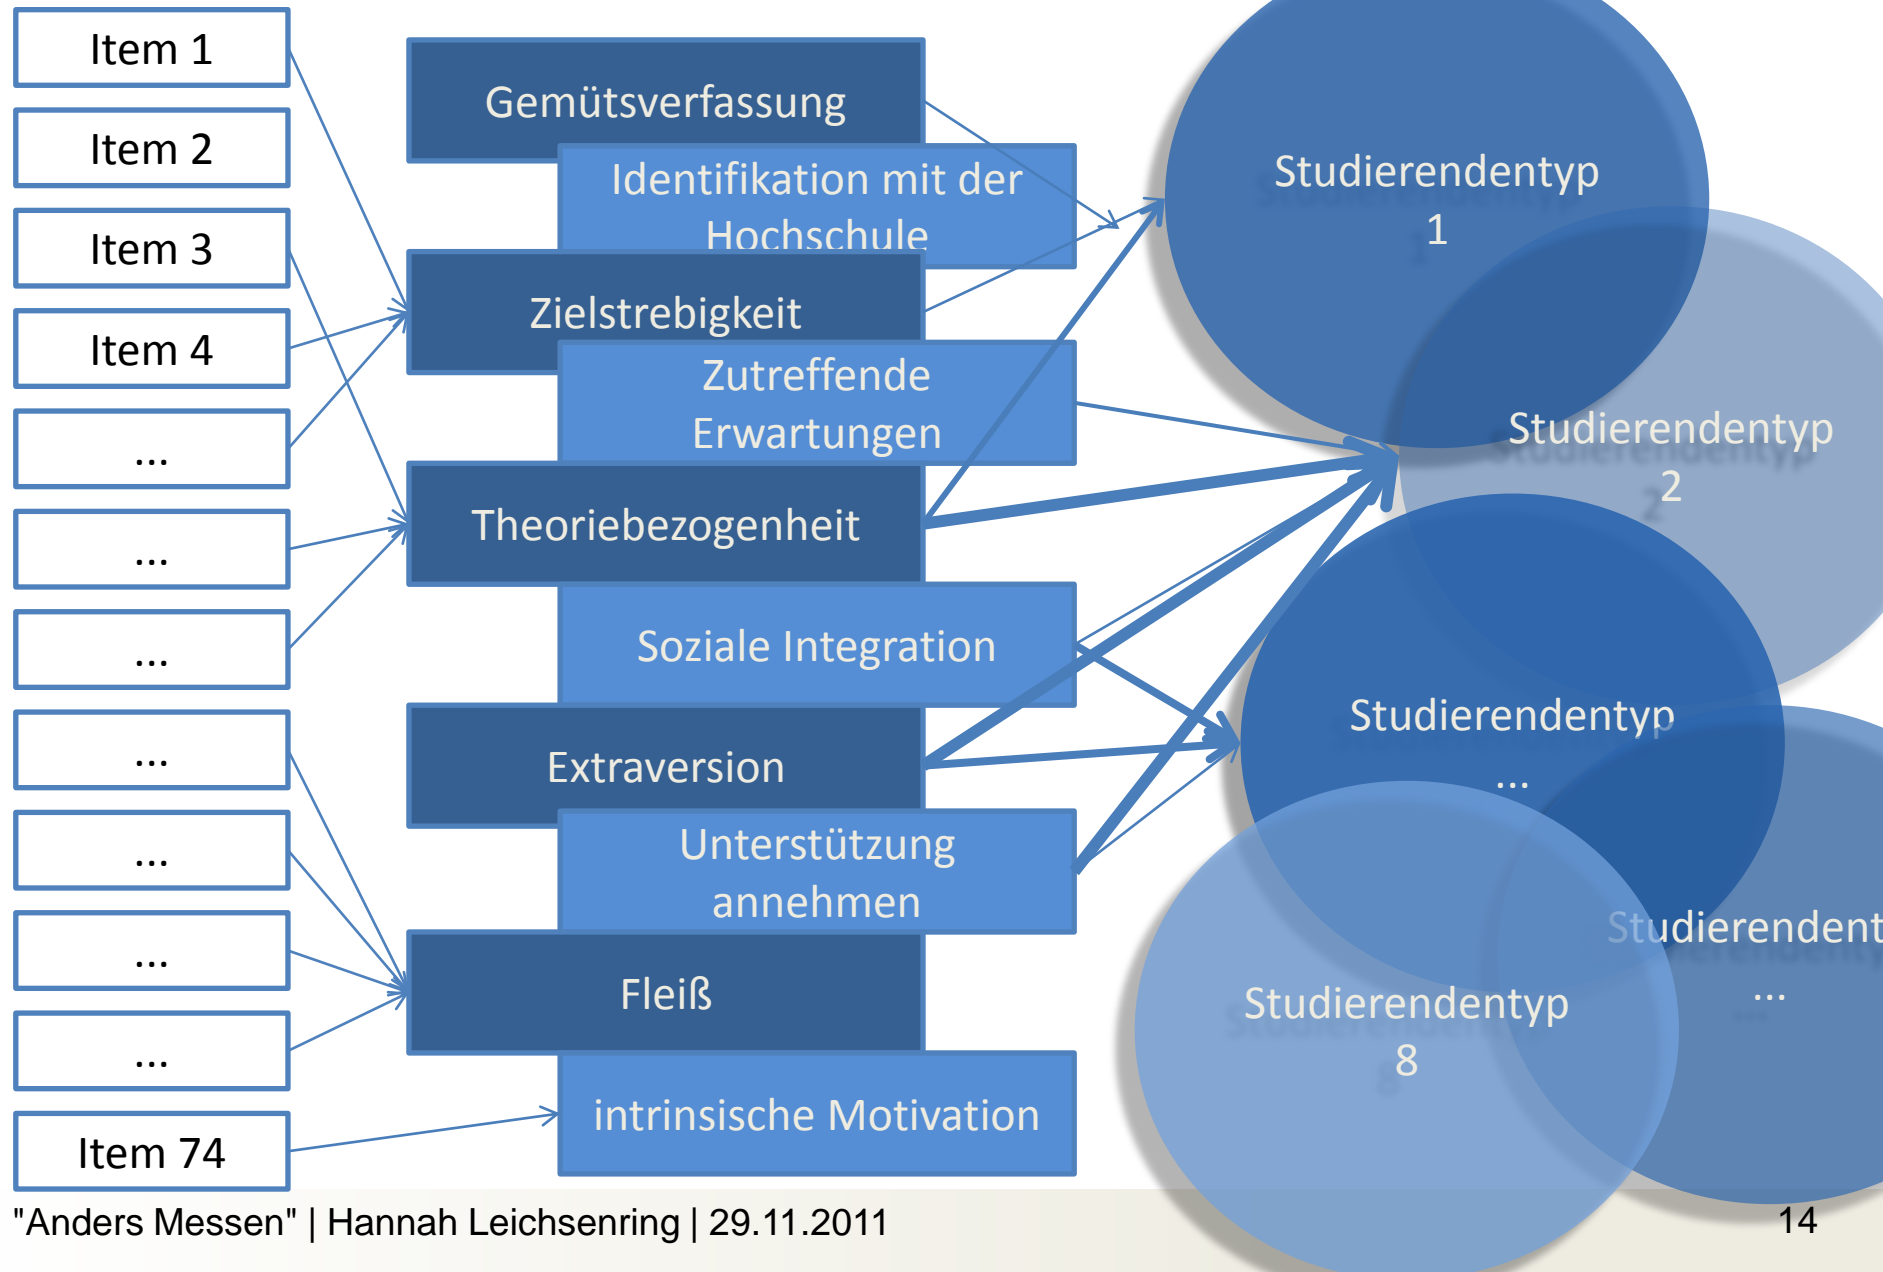 Item 1
Item 2
Item 3
Item 4
...
...
...
...
...
...
...
Item 74
Gemütsverfassung
Identifikation mit der
Hochschule
Zielstrebigkeit
Zutreffende
Erwartungen
Theoriebezogenheit
Soziale Integration
Extraversion
Unterstützung
annehmen
Fleiß
intrinsische Motivation
Studierendentyp
1
Studierendentyp
2
Studierendentyp
...
Studierendent
...
Studierendentyp
8
"Anders Messen" | Hannah Leichsenring | 29.11.2011
14